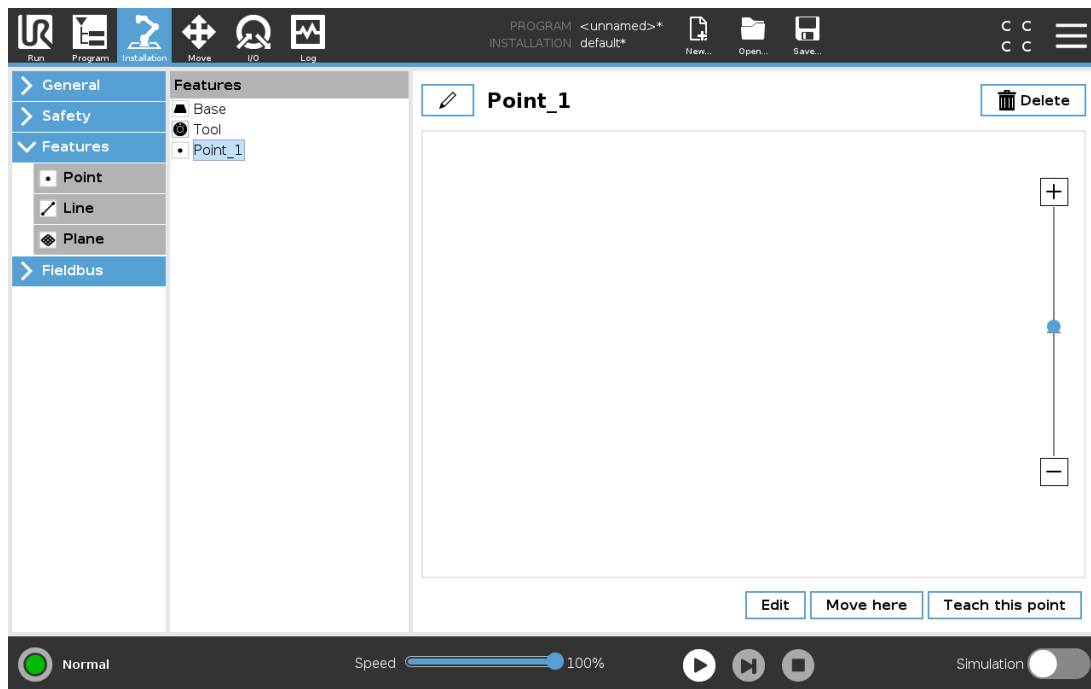 PROGRAM <unnamed>*
INSTALLATION default*
Run Program Installation Move I/O Log New... Open... Save...
C C
C C
General
Safety
Features
Point
Line
Plane
Fieldbus
Features
Base
Tool
Point_1
Point_1
Delete
Edit Move here Teach this point
Normal
Speed 100%
Simulation